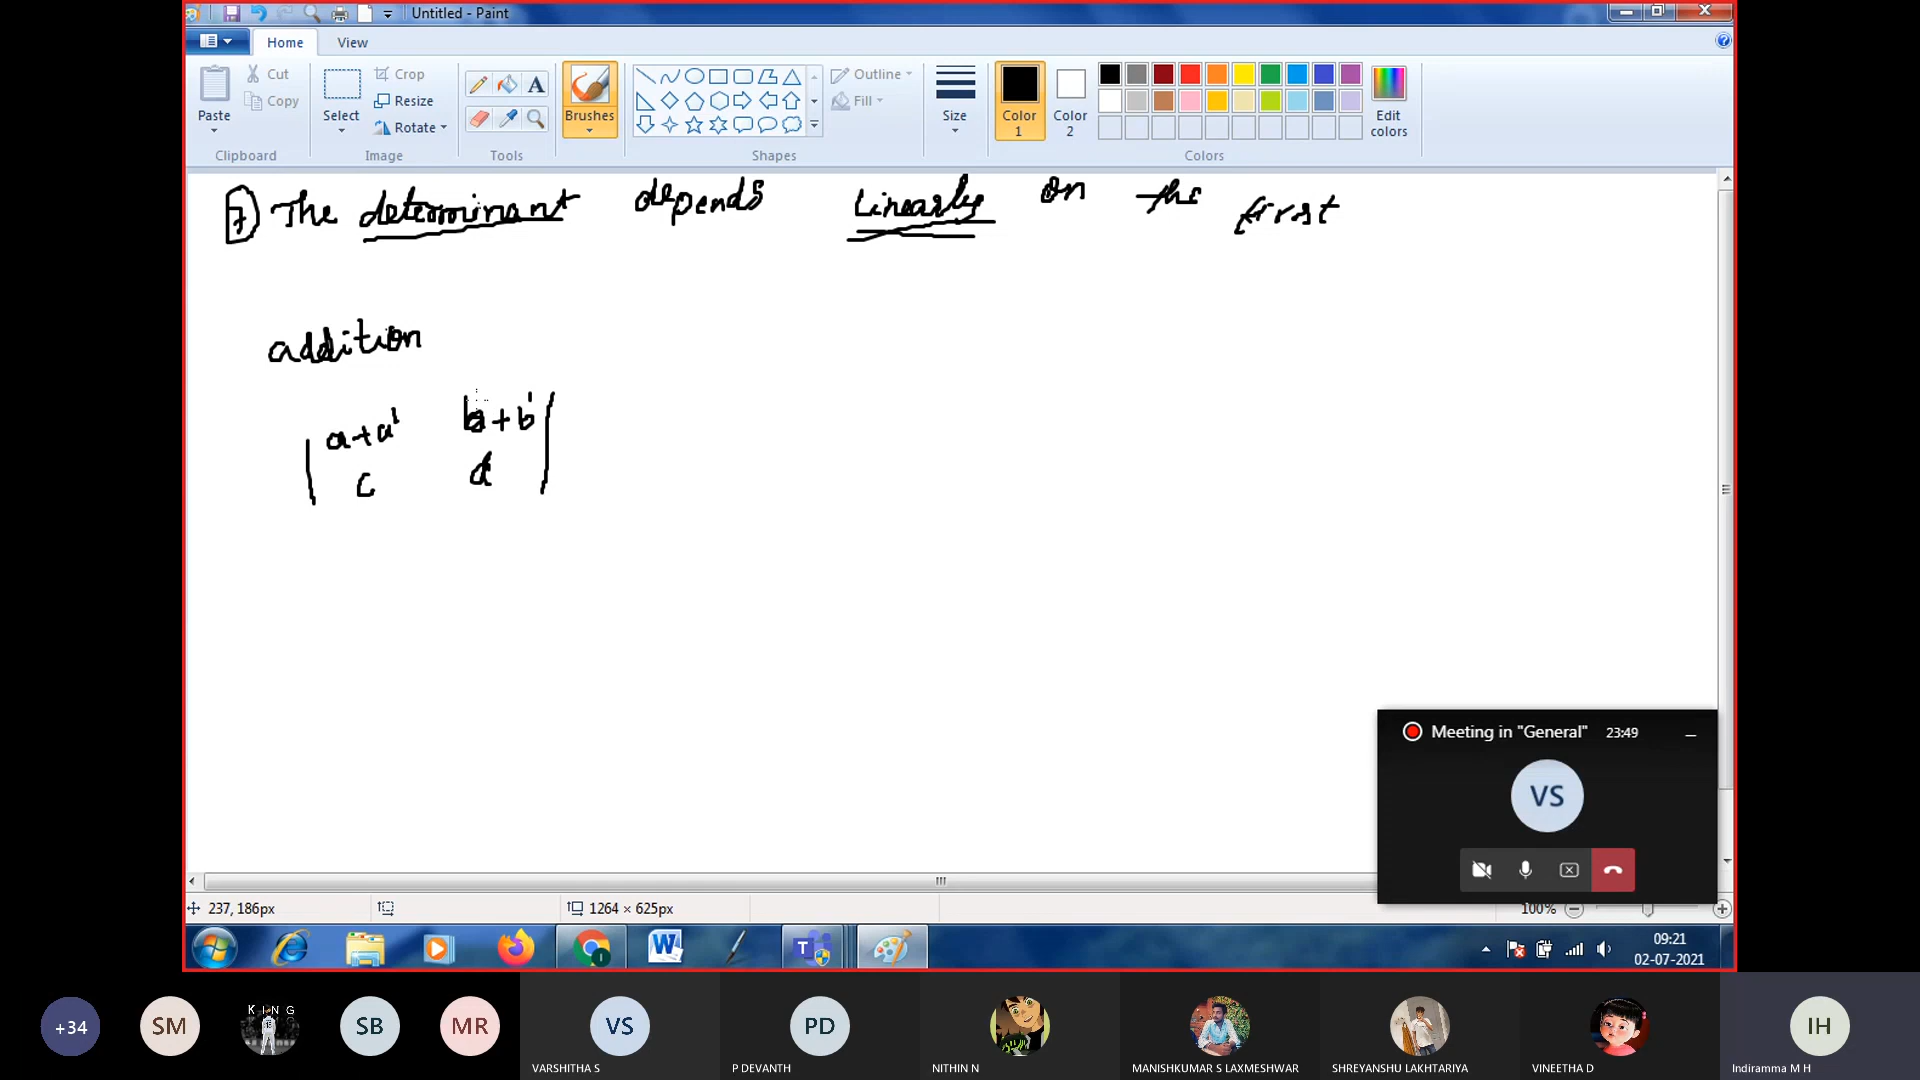 Untitled - Paint
Home View
Cut
Copy
Paste
Clipboard
Select
Crop
Resize
Rotate
Image
A
Tools
Brushes
Outline
Fill
Shapes
Size
Color 1
Color 2
Edit colors
Colors
7) The determinant depends Linearly on the first
addition
| a+a' b+b' |
| c d |
Meeting in "General" 23:49
VS
237, 186px
1264 × 625px
100%
09:21
02-07-2021
+34
SM
KING
SB
MR
VS
VARSHITHA S
PD
P DEVANTH
NITHIN N
MANISHKUMAR S LAXMESHWAR
SHREYANSHU LAKHTARIYA
VINEETHA D
IH
Indiramma M H